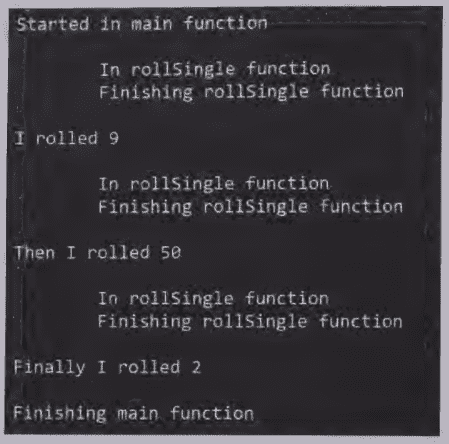 Started in main function
In rollSingle function
Finishing rollSingle function
I rolled 9
In rollSingle function
Finishing rollSingle function
Then I rolled 50
In rollSingle function
Finishing rollSingle function
Finally I rolled 2
Finishing main function